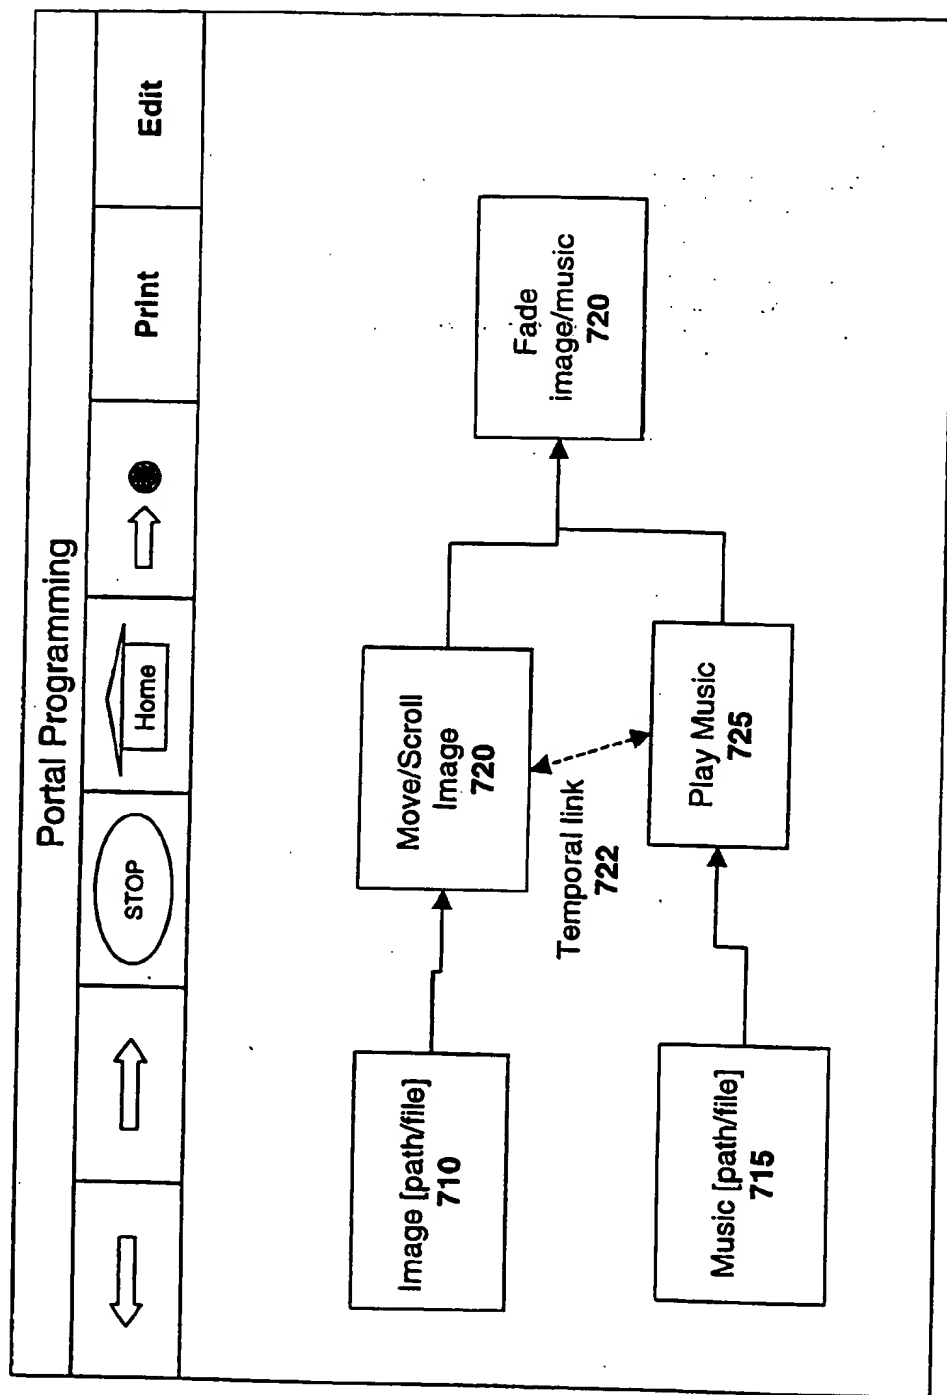 Portal Programming
STOP
Home
Print
Edit
Image [path/file]
710
Move/Scroll
Image
720
Temporal link
722
Music [path/file]
715
Play Music
725
Fade
image/music
720